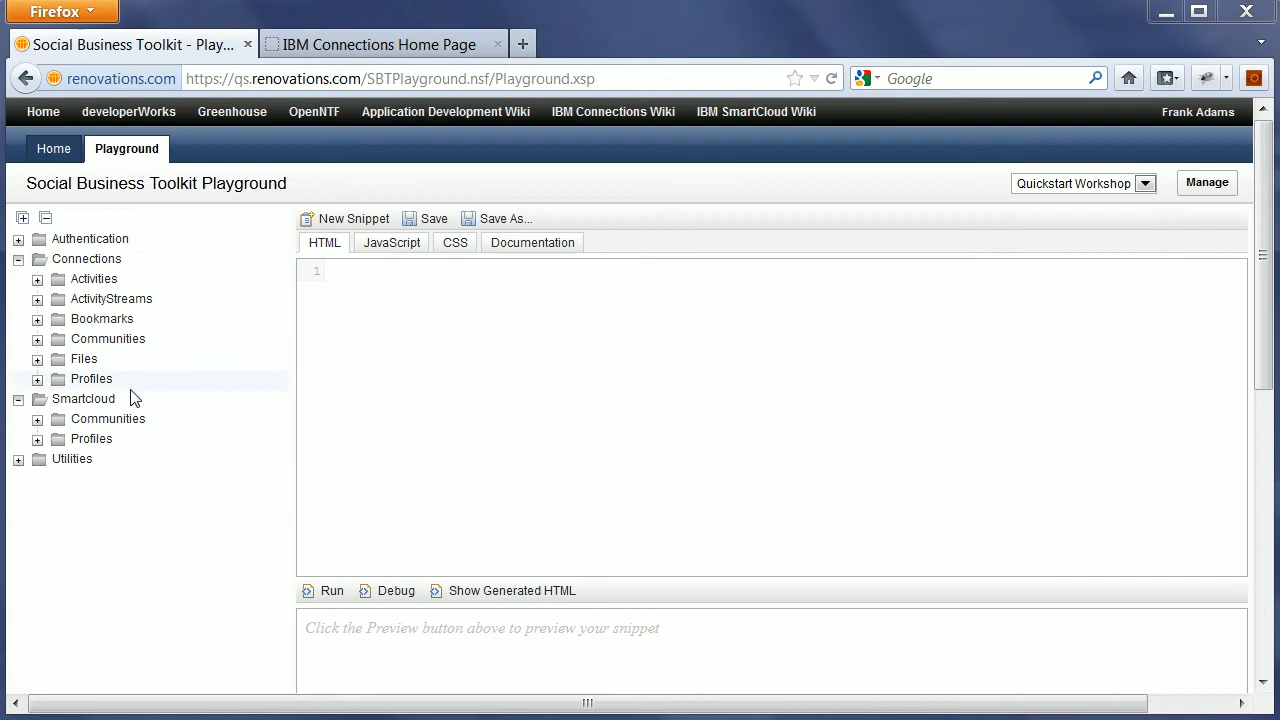 Firefox
Social Business Toolkit - Play...
IBM Connections Home Page
renovations.com
https://qs.renovations.com/SBTPlayground.nsf/Playground.xsp
Google
Home developerWorks Greenhouse OpenNTF Application Development Wiki IBM Connections Wiki IBM SmartCloud Wiki Frank Adams
Home Playground
Social Business Toolkit Playground
Quickstart Workshop
Manage
New Snippet Save Save As...
Authentication
Connections
Activities
ActivityStreams
Bookmarks
Communities
Files
Profiles
Smartcloud
Communities
Profiles
Utilities
HTML JavaScript CSS Documentation
1
Run Debug Show Generated HTML
Click the Preview button above to preview your snippet